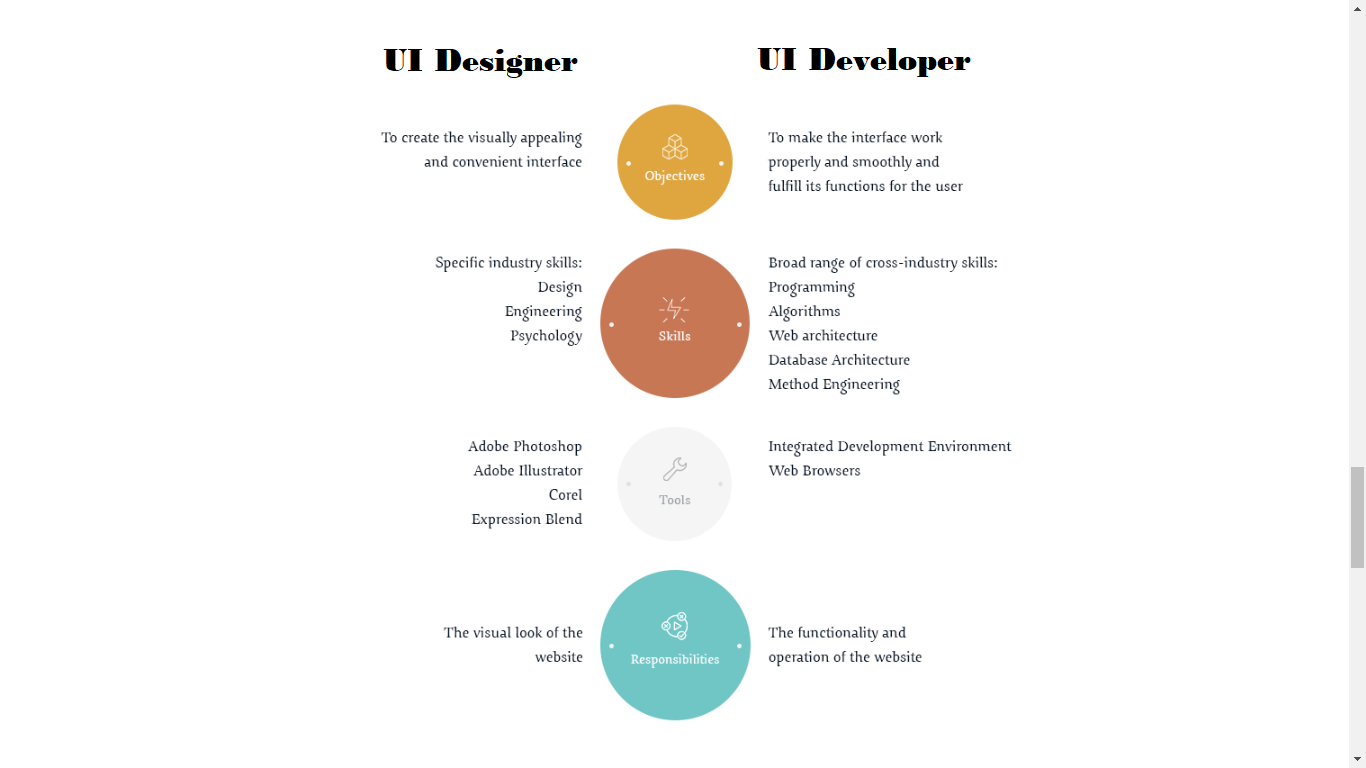 UI Designer
UI Developer
To create the visually appealing
and convenient interface
Objectives
To make the interface work
properly and smoothly and
fulfill its functions for the user
Specific industry skills:
Design
Engineering
Psychology
Skills
Broad range of cross-industry skills:
Programming
Algorithms
Web architecture
Database Architecture
Method Engineering
Adobe Photoshop
Adobe Illustrator
Corel
Expression Blend
Tools
Integrated Development Environment
Web Browsers
The visual look of the
website
Responsibilities
The functionality and
operation of the website